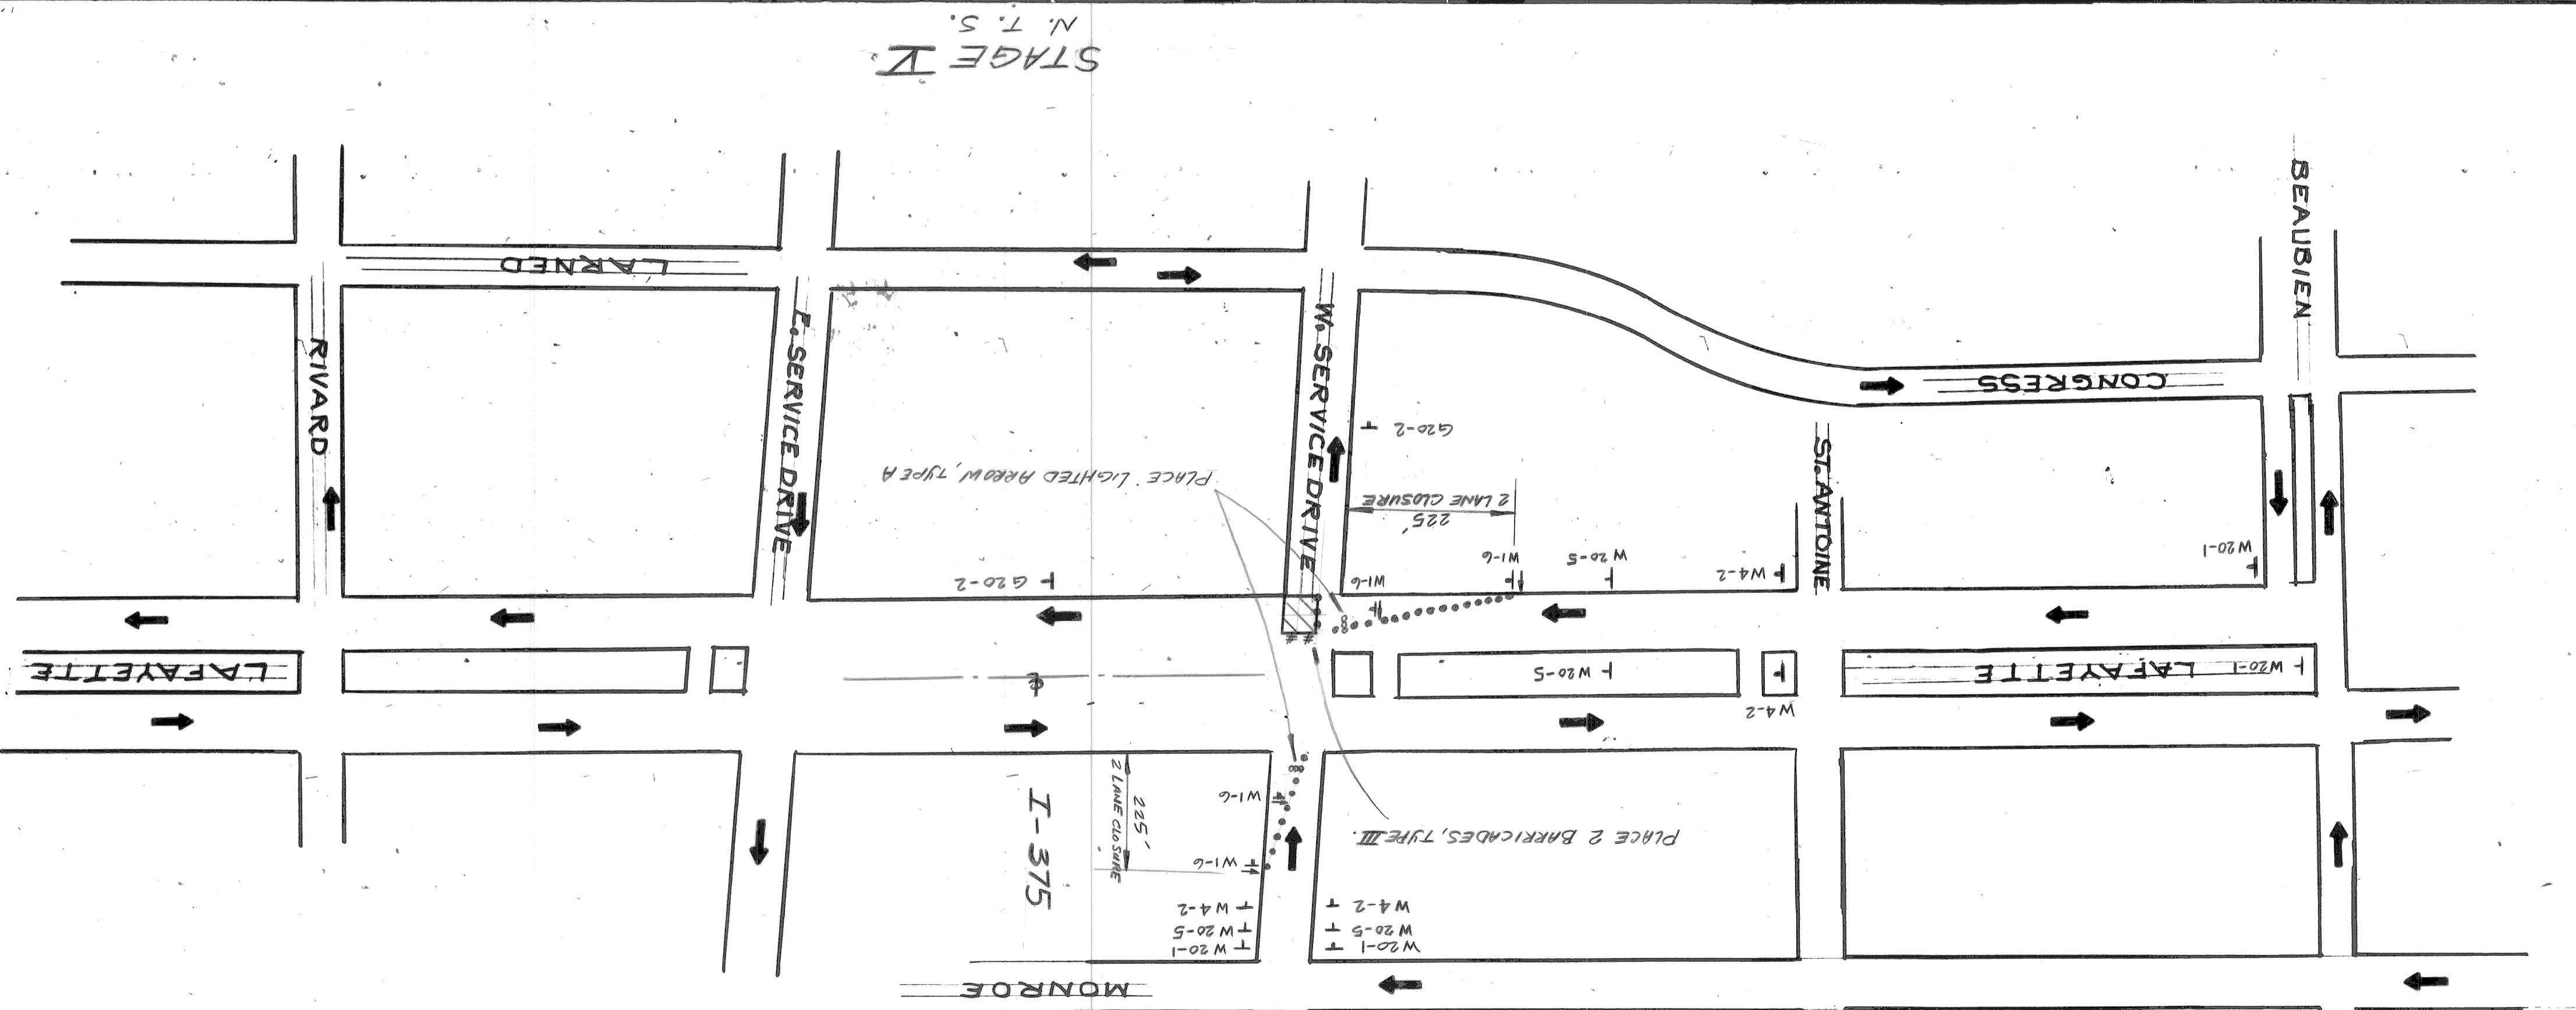 MONROE
W20-1
W20-5
W4-2
W20-1
W20-5
W4-2
W1-6
W1-6
225'
2 LANE CLOSURE
I-375
PLACE 2 BARRICADES, TYPE III.
W4-2
LAFAYETTE
W20-1
W20-5
LAFAYETTE
℄
G20-2
W20-1
W4-2
W20-5
W1-6
W1-6
225'
2 LANE CLOSURE
G20-2
PLACE LIGHTED ARROW, TYPE A
ST. ANTOINE
W. SERVICE DRIVE
E. SERVICE DRIVE
RIVARD
BEAUBIEN
CONGRESS
LARNED
STAGE V
N. T. S.